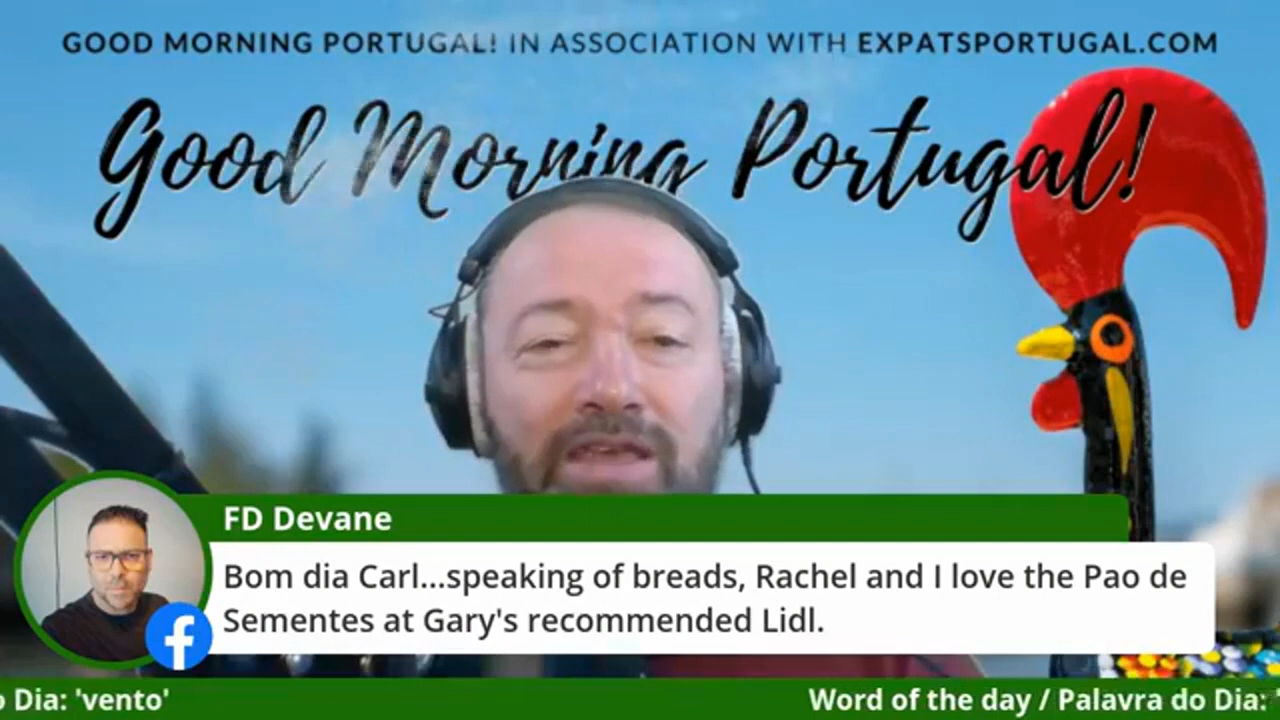 GOOD MORNING PORTUGAL! IN ASSOCIATION WITH EXPATSPORTUGAL.COM
Good Morning Portugal!
FD Devane
Bom dia Carl...speaking of breads, Rachel and I love the Pao de
Sementes at Gary's recommended Lidl.
o Dia: 'vento' Word of the day / Palavra do Dia: '